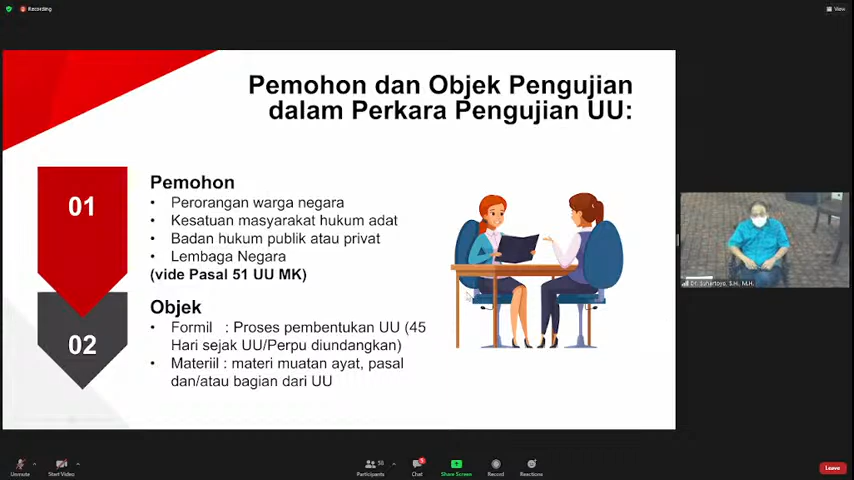 Recording
View
Pemohon dan Objek Pengujian
dalam Perkara Pengujian UU:
01
Pemohon
• Perorangan warga negara
• Kesatuan masyarakat hukum adat
• Badan hukum publik atau privat
• Lembaga Negara
(vide Pasal 51 UU MK)
02
Objek
• Formil : Proses pembentukan UU (45
Hari sejak UU/Perpu diundangkan)
• Materiil : materi muatan ayat, pasal
dan/atau bagian dari UU
Dr. Suhartoyo, S.H., M.H.
Unmute
Start Video
Participants
Chat
Share Screen
Record
Reactions
Leave